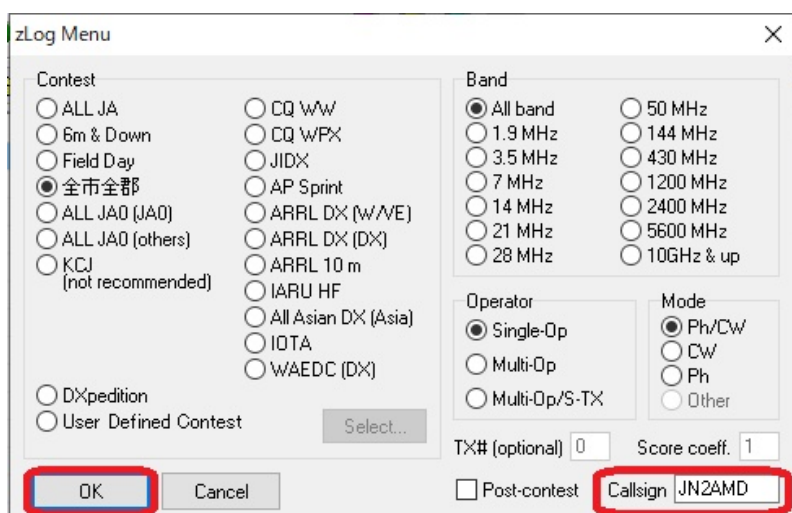 zLog Menu
Contest
ALL JA
6m & Down
Field Day
全市全郡
ALL JA0 (JA0)
ALL JA0 (others)
KCJ
(not recommended)
CQ WW
CQ WPX
JIDX
AP Sprint
ARRL DX (W/VE)
ARRL DX (DX)
ARRL 10 m
IARU HF
All Asian DX (Asia)
IOTA
WAEDC (DX)
DXpedition
User Defined Contest
Select...
OK
Cancel
Band
All band
1.9 MHz
3.5 MHz
7 MHz
14 MHz
21 MHz
28 MHz
50 MHz
144 MHz
430 MHz
1200 MHz
2400 MHz
5600 MHz
10GHz & up
Operator
Single-Op
Multi-Op
Multi-Op/S-TX
Mode
Ph/CW
CW
Ph
Other
TX# (optional) 0
Score coeff. 1
Post-contest
Callsign JN2AMD